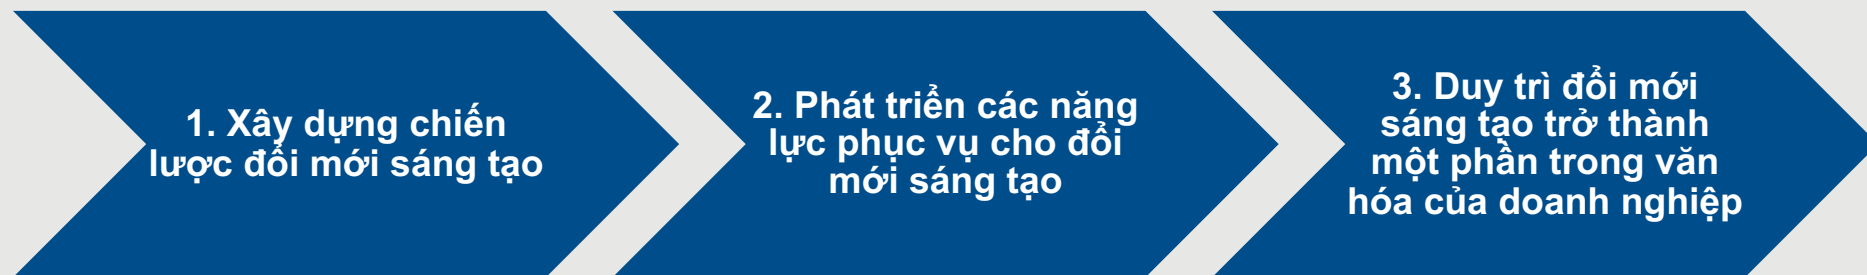 1. Xây dựng chiến
lược đổi mới sáng tạo
2. Phát triển các năng
lực phục vụ cho đổi
mới sáng tạo
3. Duy trì đổi mới
sáng tạo trở thành
một phần trong văn
hóa của doanh nghiệp